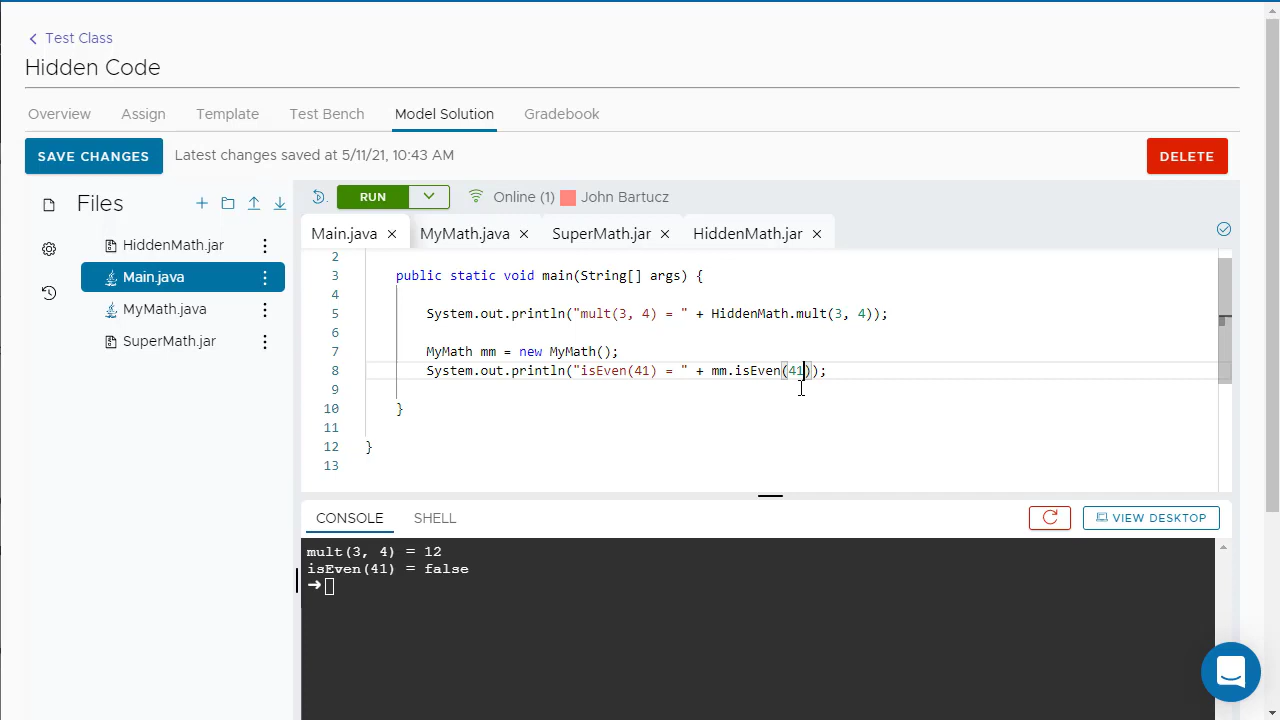 Test Class
Hidden Code
Overview Assign Template Test Bench Model Solution Gradebook
SAVE CHANGES Latest changes saved at 5/11/21, 10:43 AM DELETE
Files
RUN Online (1) John Bartucz
Main.java MyMath.java SuperMath.jar HiddenMath.jar
HiddenMath.jar
Main.java
MyMath.java
SuperMath.jar
2
3 public static void main(String[] args) {
4
5 System.out.println("mult(3, 4) = " + HiddenMath.mult(3, 4));
6
7 MyMath mm = new MyMath();
8 System.out.println("isEven(41) = " + mm.isEven(41));
9
10 }
11
12 }
13
CONSOLE SHELL VIEW DESKTOP
mult(3, 4) = 12
isEven(41) = false
➜